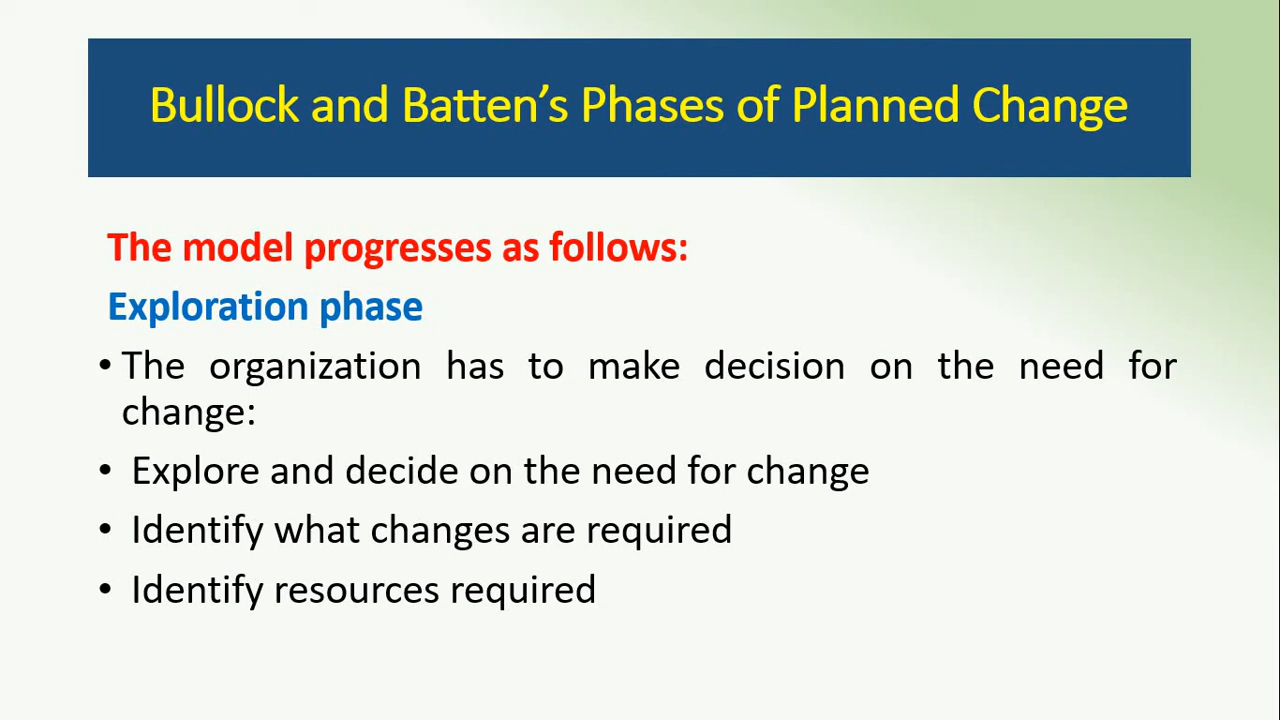 Bullock and Batten’s Phases of Planned Change
The model progresses as follows:
Exploration phase
• The organization has to make decision on the need for
change:
• Explore and decide on the need for change
• Identify what changes are required
• Identify resources required